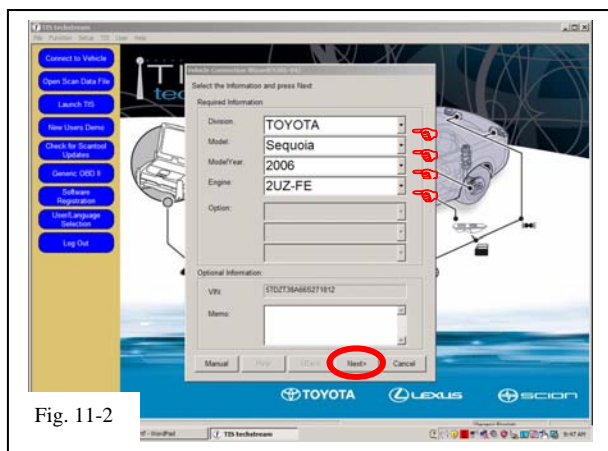 TIS techstream
File Function Setup TIS User Help
Connect to Vehicle
Open Scan Data File
Launch TIS
New Users Demo
Check for Scantool
Updates
Generic OBD II
Software
Registration
User/Language
Selection
Log Out
Select the Information and press Next
Required Information
Division:
TOYOTA
Model:
Sequoia
ModelYear:
2006
Engine:
2UZ-FE
Option:
Optional Information:
VIN:
5TDZT38A66S271812
Memo:
Manual
Next>
Cancel
TOYOTA
LEXUS
SCION
Fig. 11-2
TIS techstream
9:47 AM